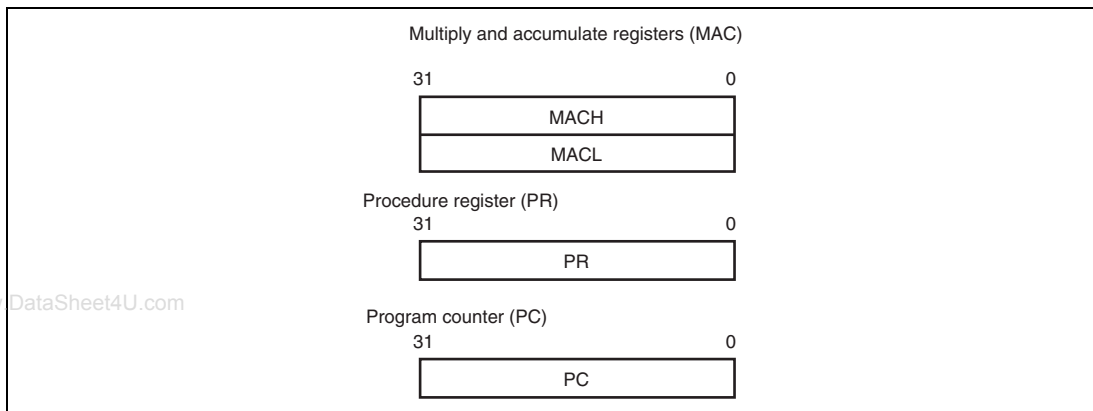 Multiply and accumulate registers (MAC)
31 0
MACH
MACL
Procedure register (PR)
31 0
PR
.DataSheet4U.com
Program counter (PC)
31 0
PC